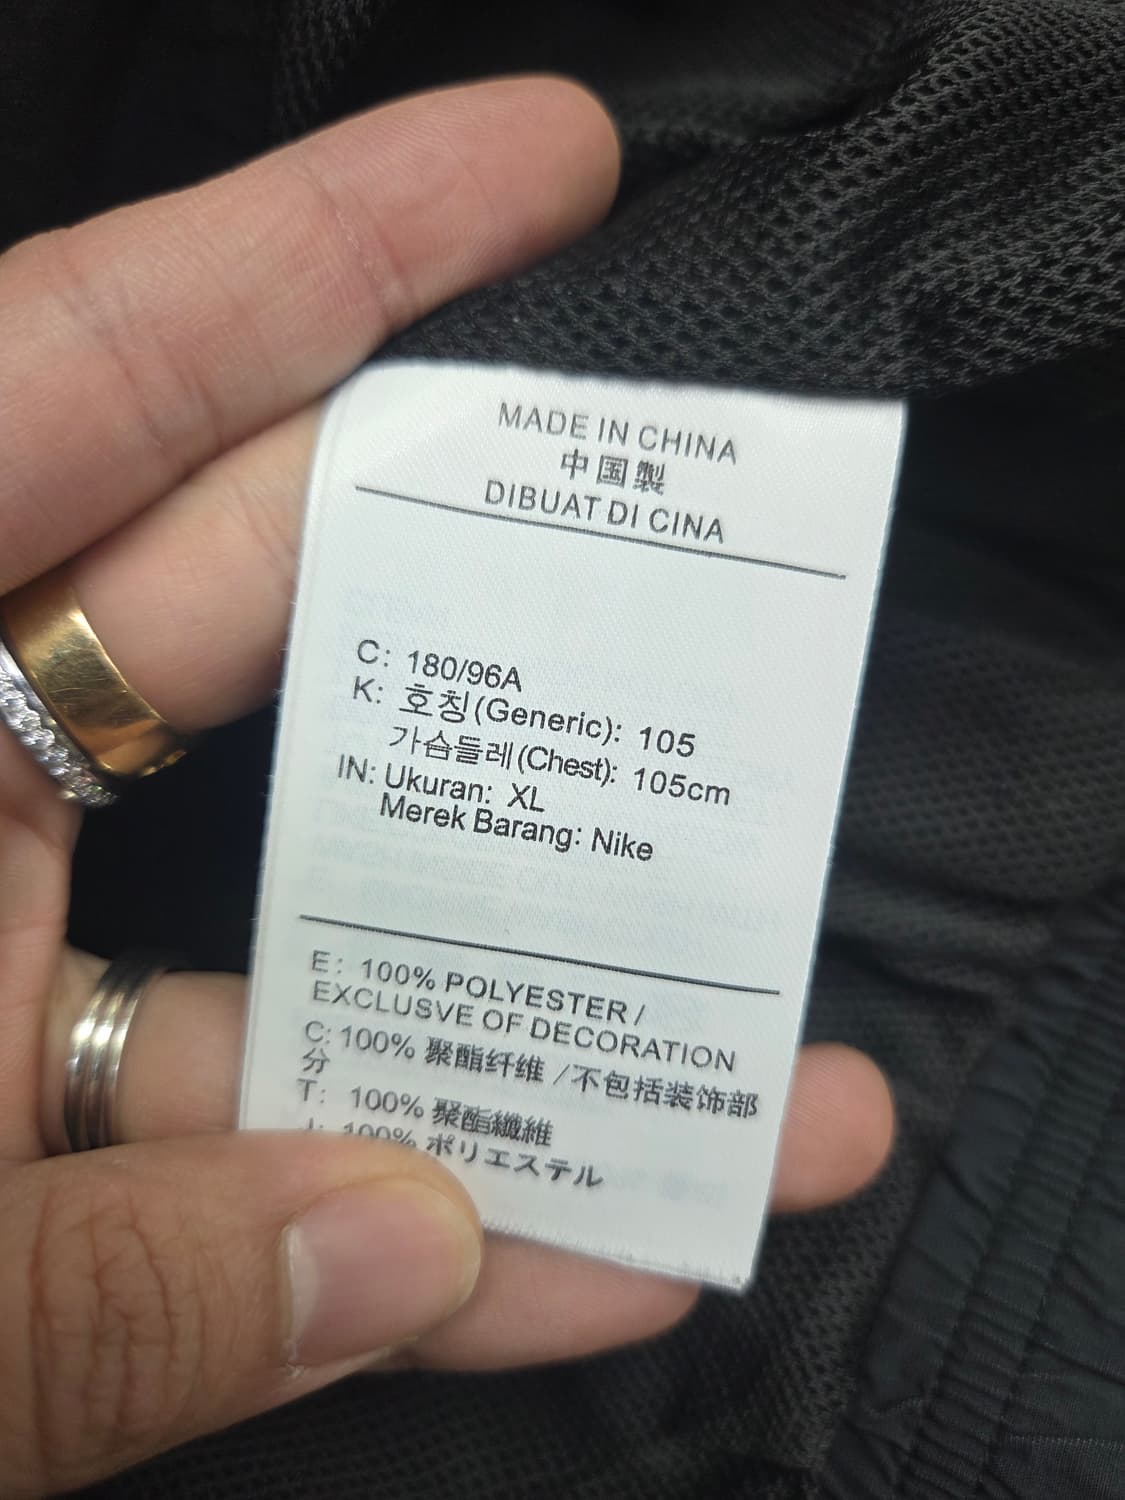 MADE IN CHINA
中国製
DIBUAT DI CINA
C: 180/96A
K: 호칭(Generic): 105
가슴들레(Chest): 105cm
IN: Ukuran: XL
Merek Barang: Nike
E: 100% POLYESTER /
EXCLUSVE OF DECORATION
C: 100% 聚酯纤维 /不包括装饰部
分
T: 100% 聚酯纖維
J: 100% ポリエステル